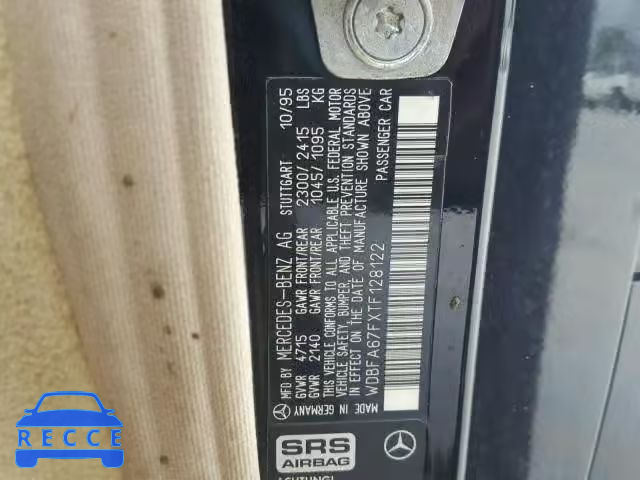 MFD BY MERCEDES-BENZ AG STUTTGART 10/95
GVWR 4715 GAWR FRONT/REAR 2300/2415 LBS
GVWR 2140 GAWR FRONT/REAR 1045/1095 KG
THIS VEHICLE CONFORMS TO ALL APPLICABLE U.S. FEDERAL MOTOR
VEHICLE SAFETY, BUMPER, AND THEFT PREVENTION STANDARDS
IN EFFECT ON THE DATE OF MANUFACTURE SHOWN ABOVE
WDBFA67FXTF128122 PASSENGER CAR
MADE IN GERMANY
SRS
AIRBAG
ACHTUNG!
RECCE